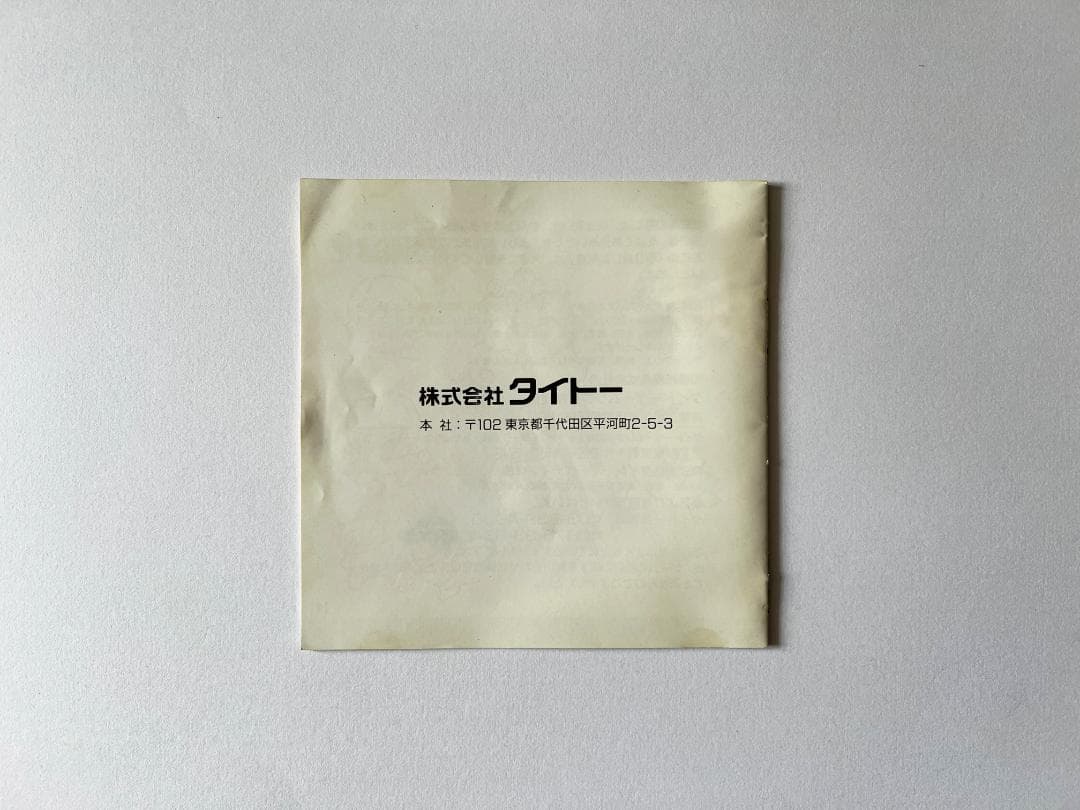 株式会社 タイトー
本 社：〒102 東京都千代田区平河町2-5-3